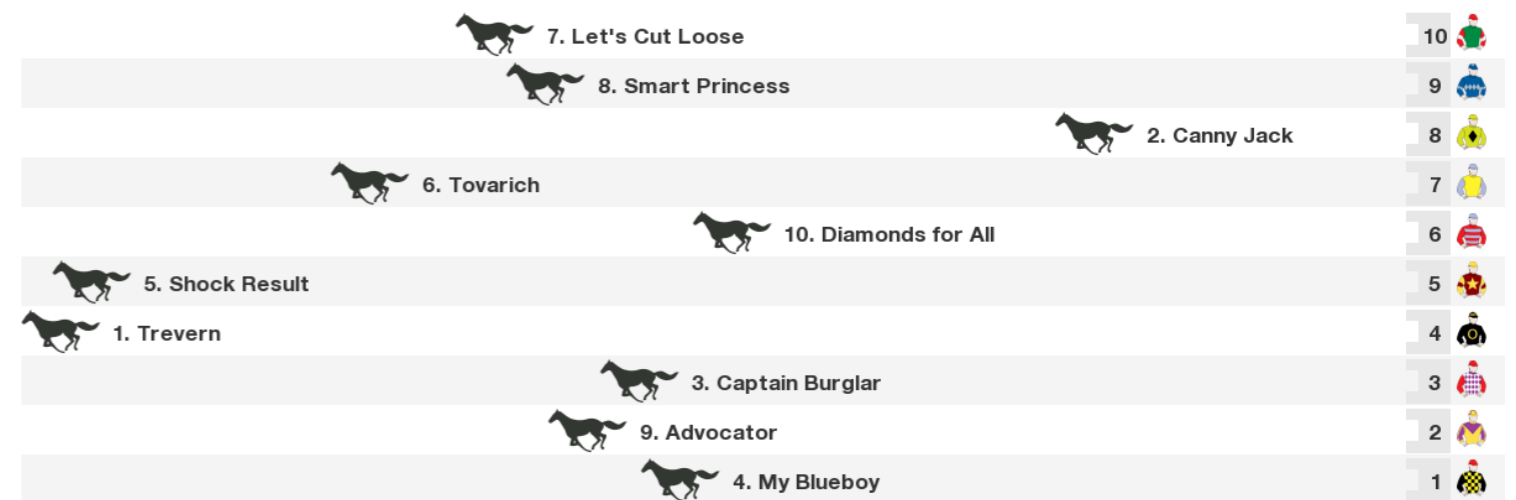 7. Let's Cut Loose 10
8. Smart Princess 9
2. Canny Jack 8
6. Tovarich 7
10. Diamonds for All 6
5. Shock Result 5
1. Trevern 4
3. Captain Burglar 3
9. Advocator 2
4. My Blueboy 1